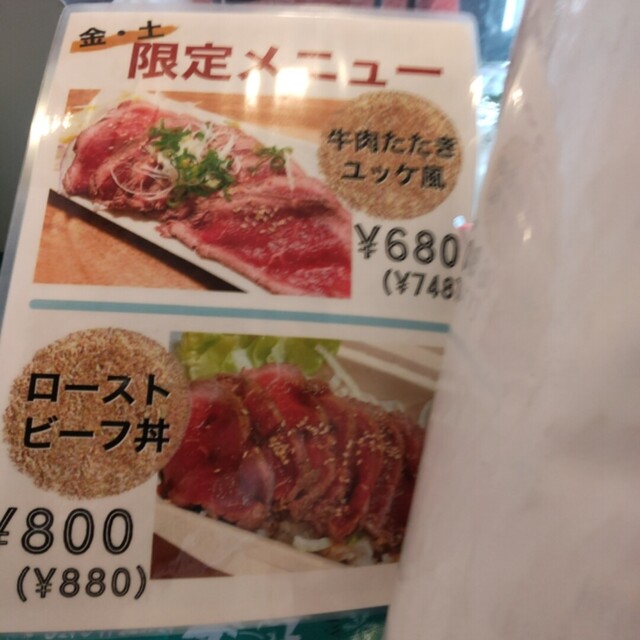 金・土
限定メニュー
牛肉たたき
ユッケ風
¥680
(¥748)
ロースト
ビーフ丼
¥800
(¥880)